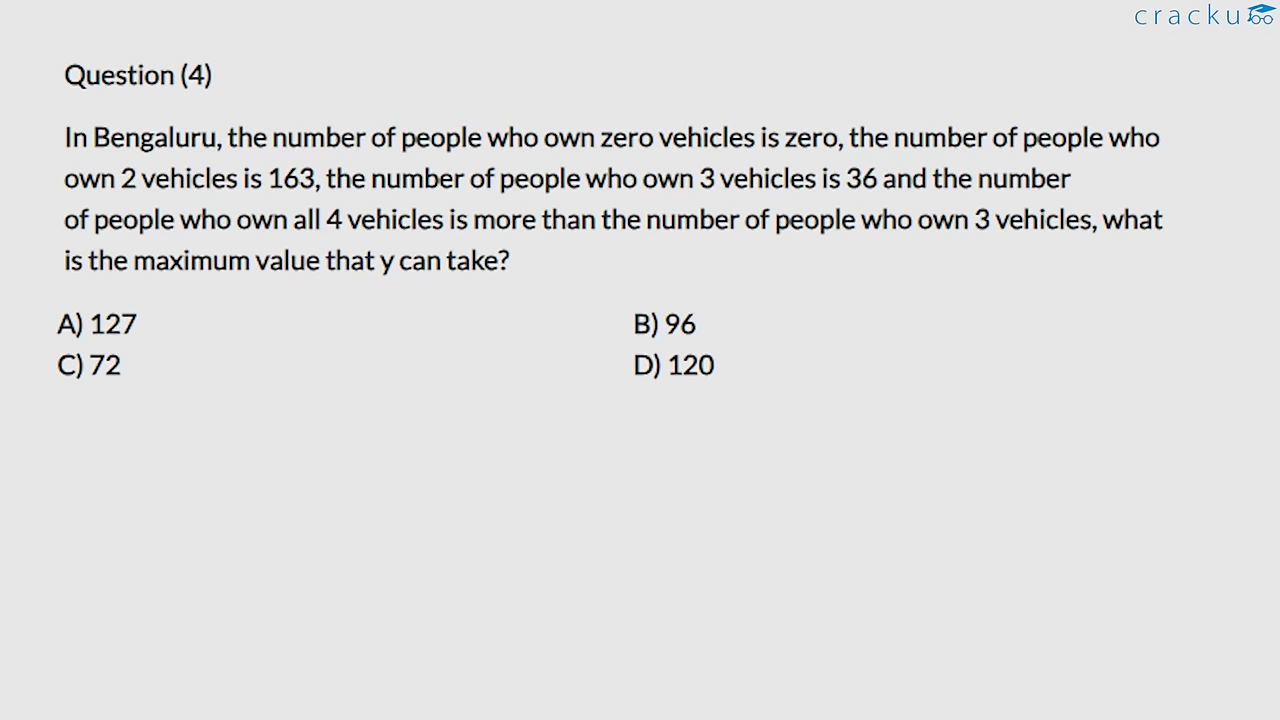 cracku
Question (4)
In Bengaluru, the number of people who own zero vehicles is zero, the number of people who
own 2 vehicles is 163, the number of people who own 3 vehicles is 36 and the number
of people who own all 4 vehicles is more than the number of people who own 3 vehicles, what
is the maximum value that y can take?
A) 127 B) 96
C) 72 D) 120